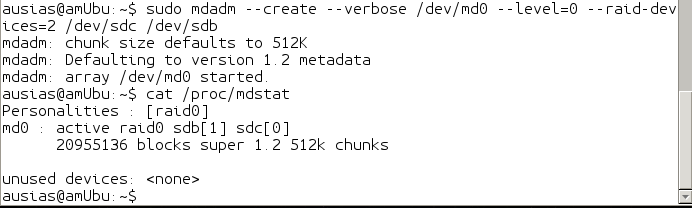 ausias@amUbu:~$ sudo mdadm --create --verbose /dev/md0 --level=0 --raid-dev
ices=2 /dev/sdc /dev/sdb
mdadm: chunk size defaults to 512K
mdadm: Defaulting to version 1.2 metadata
mdadm: array /dev/md0 started.
ausias@amUbu:~$ cat /proc/mdstat
Personalities : [raid0]
md0 : active raid0 sdb[1] sdc[0]
      20955136 blocks super 1.2 512k chunks

unused devices: <none>
ausias@amUbu:~$